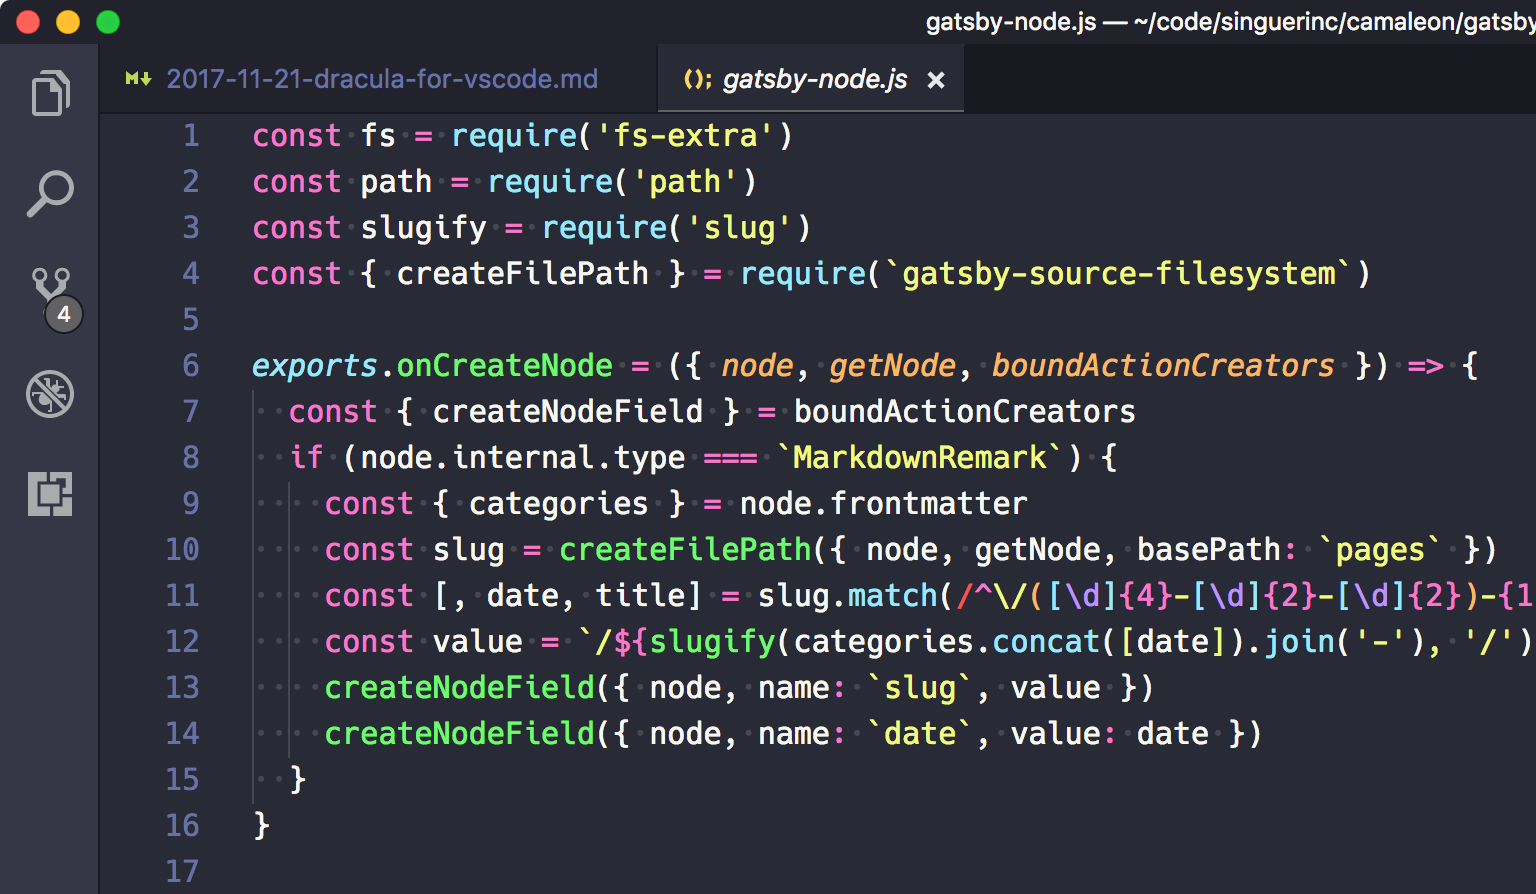 gatsby-node.js — ~/code/singuerinc/camaleon/gatsby
2017-11-21-dracula-for-vscode.md
gatsby-node.js
4
1 const fs = require('fs-extra')
2 const path = require('path')
3 const slugify = require('slug')
4 const { createFilePath } = require(`gatsby-source-filesystem`)
5
6 exports.onCreateNode = ({ node, getNode, boundActionCreators }) => {
7 const { createNodeField } = boundActionCreators
8 if (node.internal.type === `MarkdownRemark`) {
9 const { categories } = node.frontmatter
10 const slug = createFilePath({ node, getNode, basePath: `pages` })
11 const [, date, title] = slug.match(/^\/([\d]{4}-[\d]{2}-[\d]{2})-{1
12 const value = `/${slugify(categories.concat([date]).join('-'), '/')
13 createNodeField({ node, name: `slug`, value })
14 createNodeField({ node, name: `date`, value: date })
15 }
16 }
17